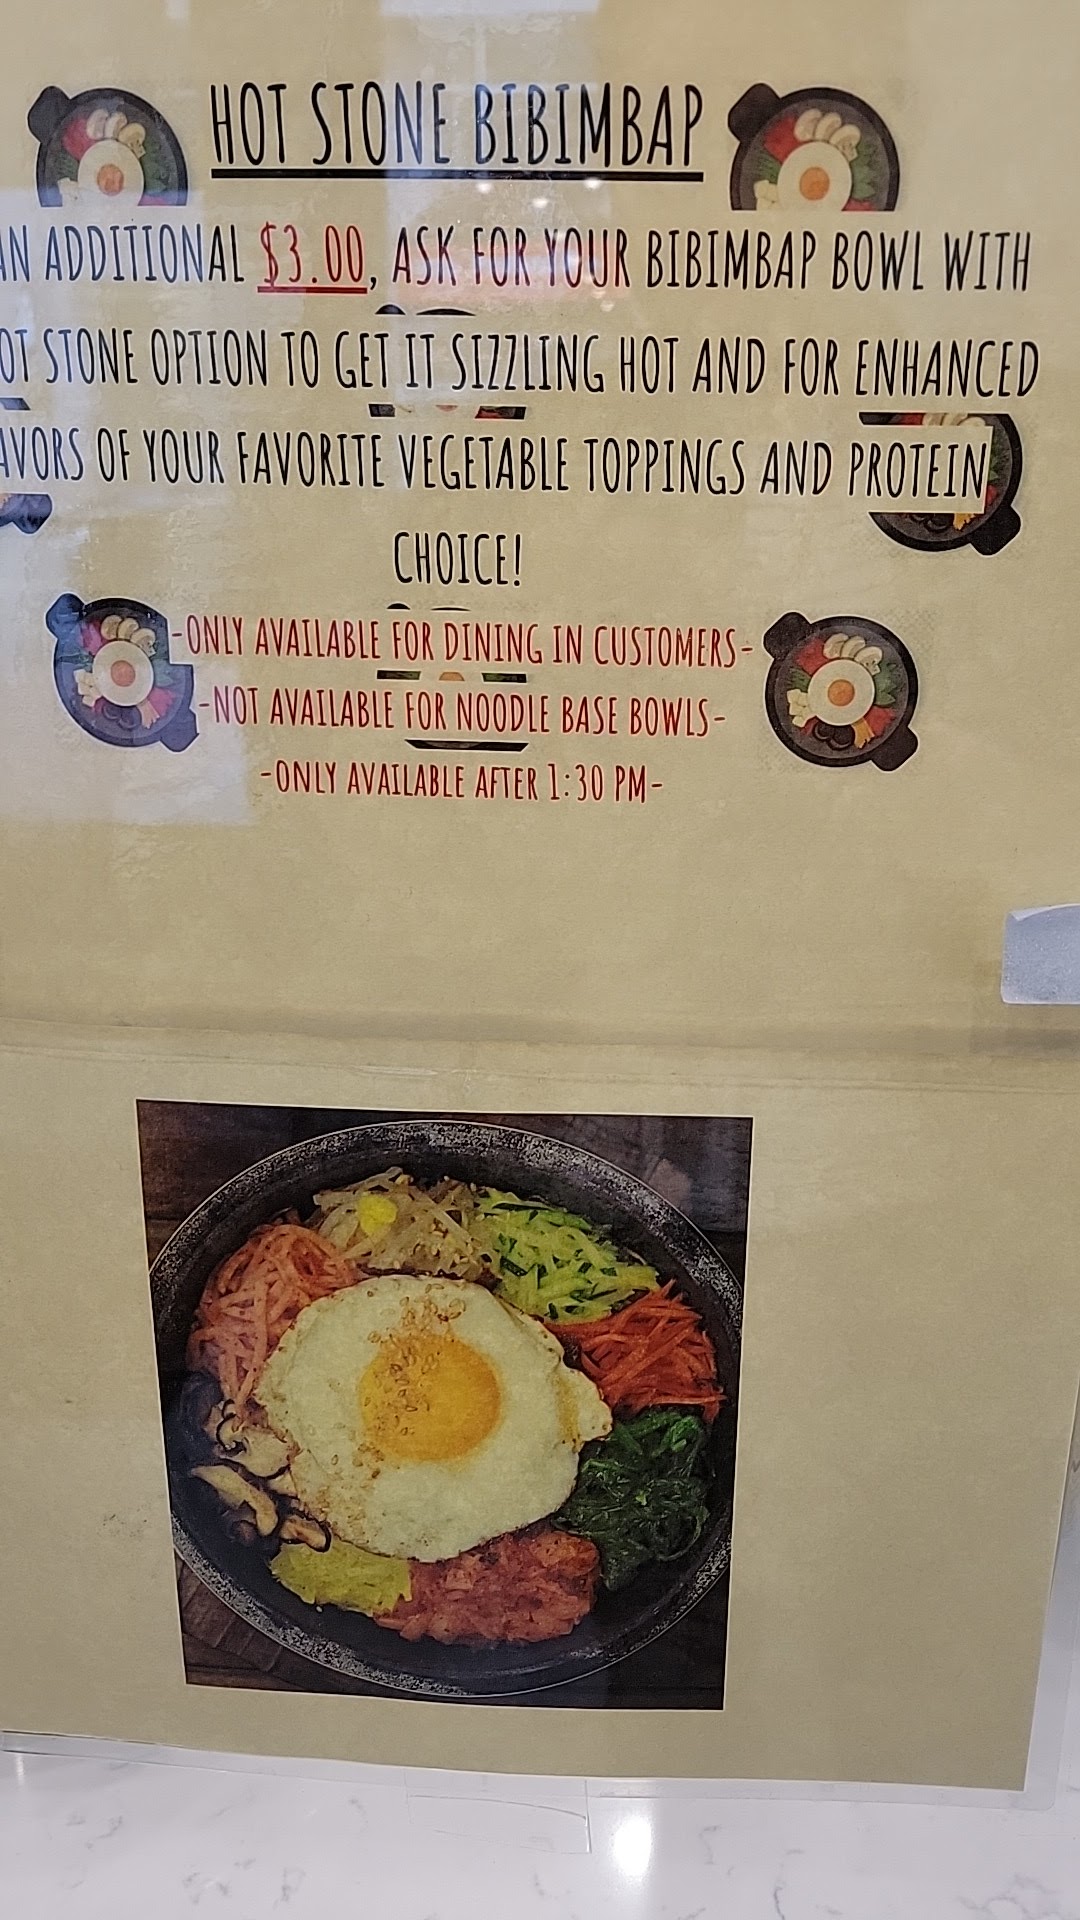 HOT STONE BIBIMBAP
AN ADDITIONAL $3.00, ASK FOR YOUR BIBIMBAP BOWL WITH
OT STONE OPTION TO GET IT SIZZLING HOT AND FOR ENHANCED
AVORS OF YOUR FAVORITE VEGETABLE TOPPINGS AND PROTEIN
CHOICE!
-ONLY AVAILABLE FOR DINING IN CUSTOMERS-
-NOT AVAILABLE FOR NOODLE BASE BOWLS-
-ONLY AVAILABLE AFTER 1:30 PM-